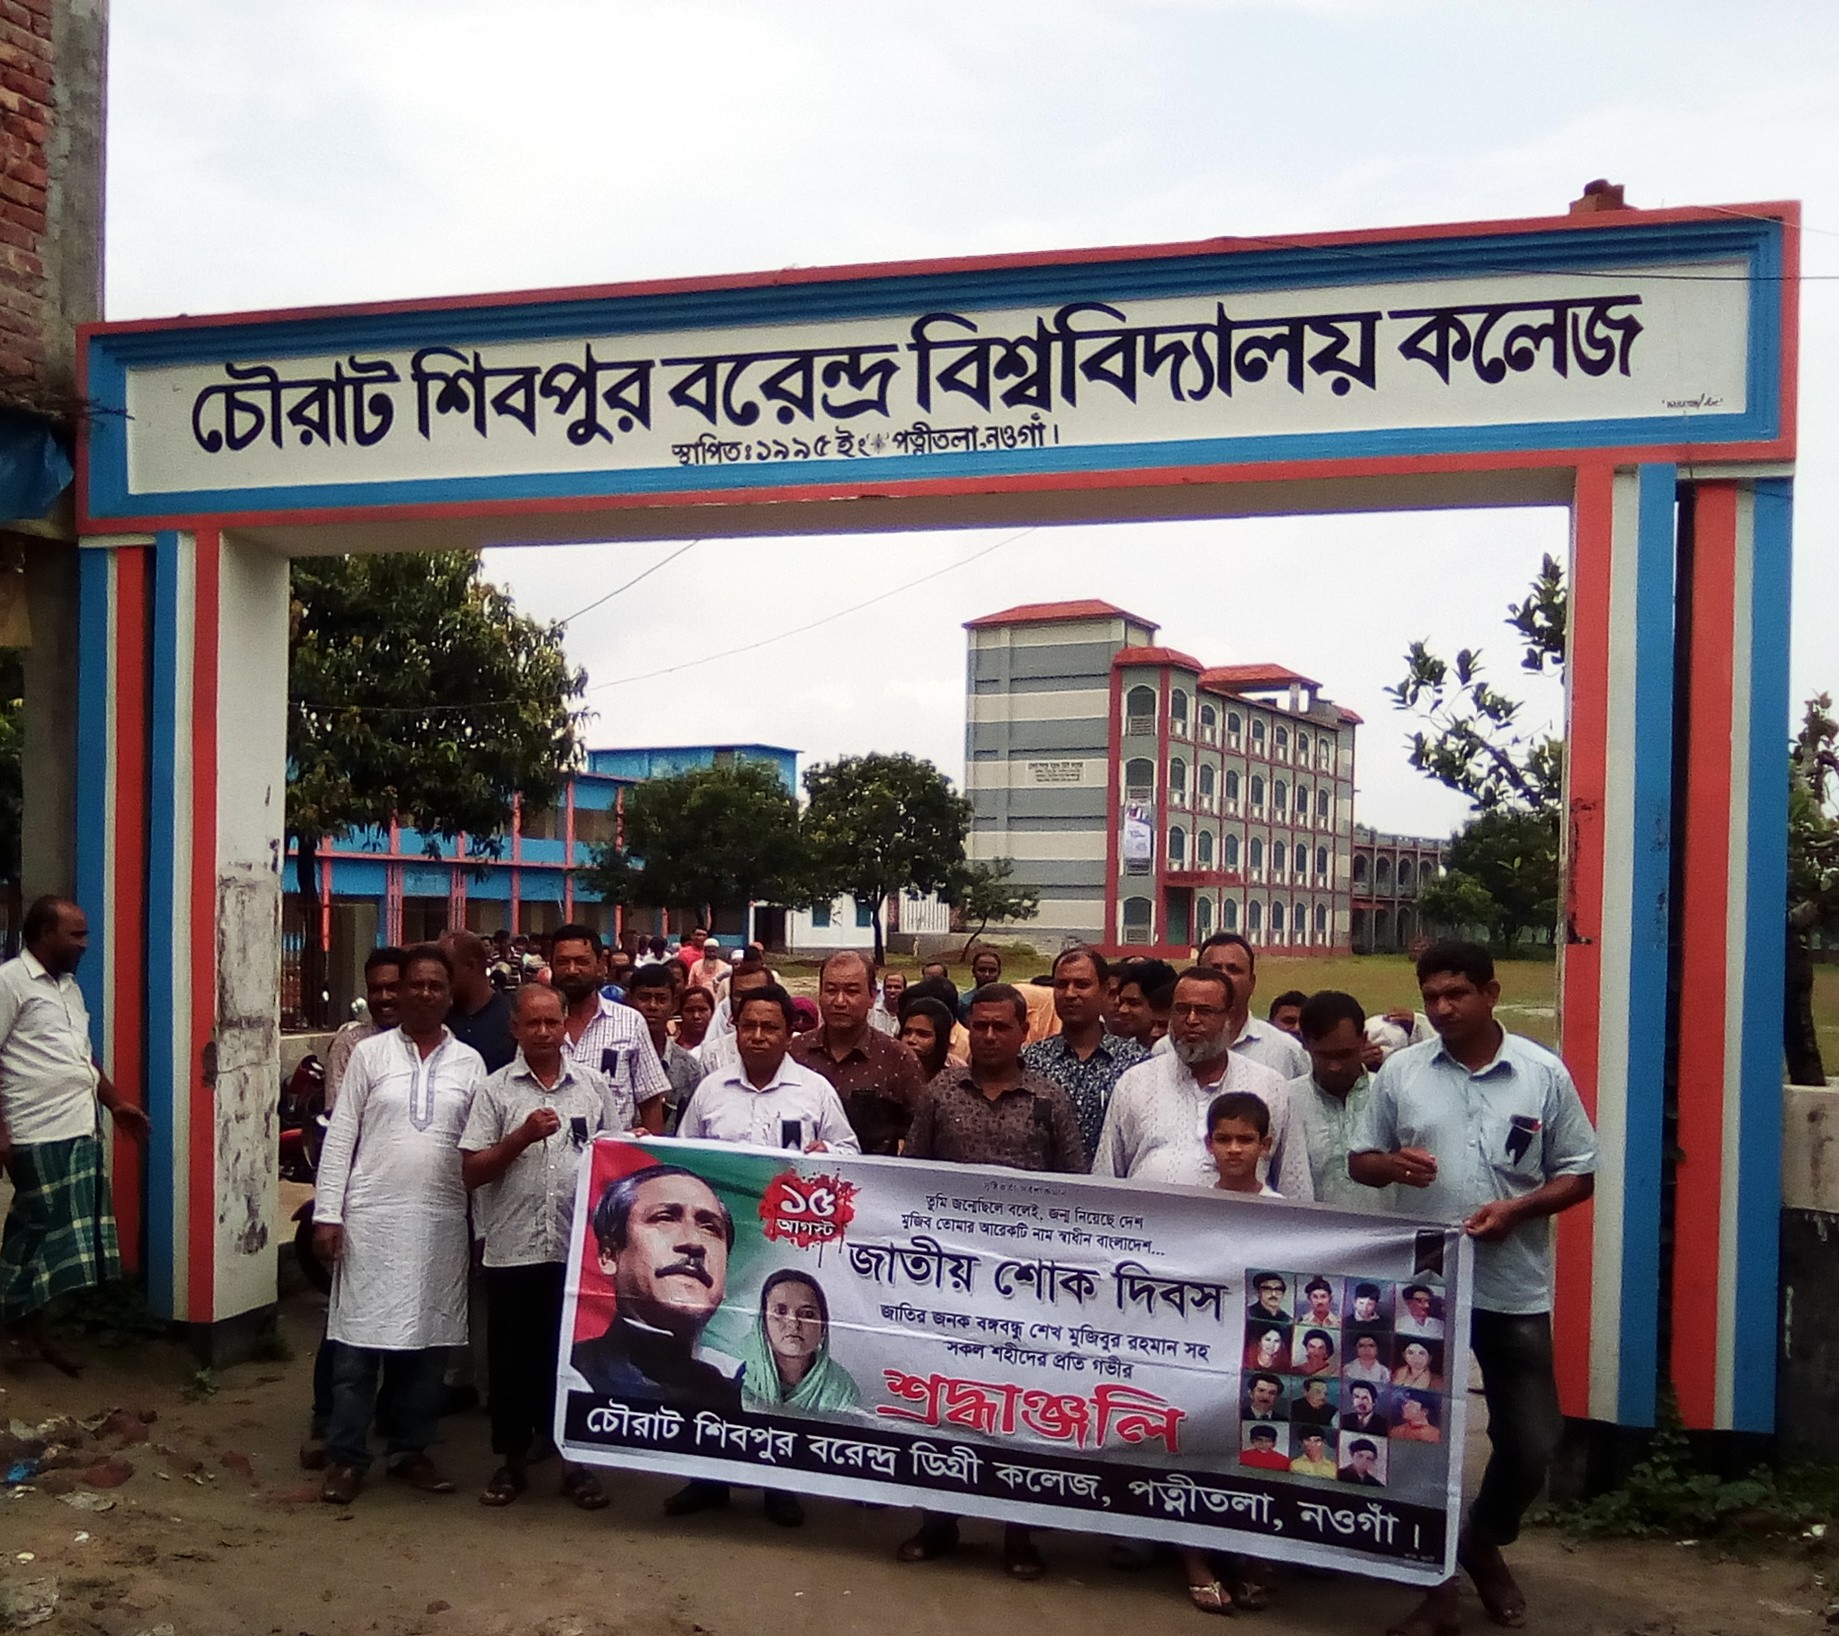 চৌরাট শিবপুর বরেন্দ্র বিশ্ববিদ্যালয় কলেজ
স্থাপিতঃ ১৯৯৫ ইং * পত্নীতলা, নওগাঁ।
১৫
আগস্ট
তুমি জন্মেছিলে বলেই, জন্ম নিয়েছে দেশ
মুজিব তোমার আরেকটি নাম স্বাধীন বাংলাদেশ...
জাতীয় শোক দিবস
জাতির জনক বঙ্গবন্ধু শেখ মুজিবুর রহমান সহ
সকল শহীদের প্রতি গভীর
শ্রদ্ধাঞ্জলি
চৌরাট শিবপুর বরেন্দ্র ডিগ্রী কলেজ, পত্নীতলা, নওগাঁ।